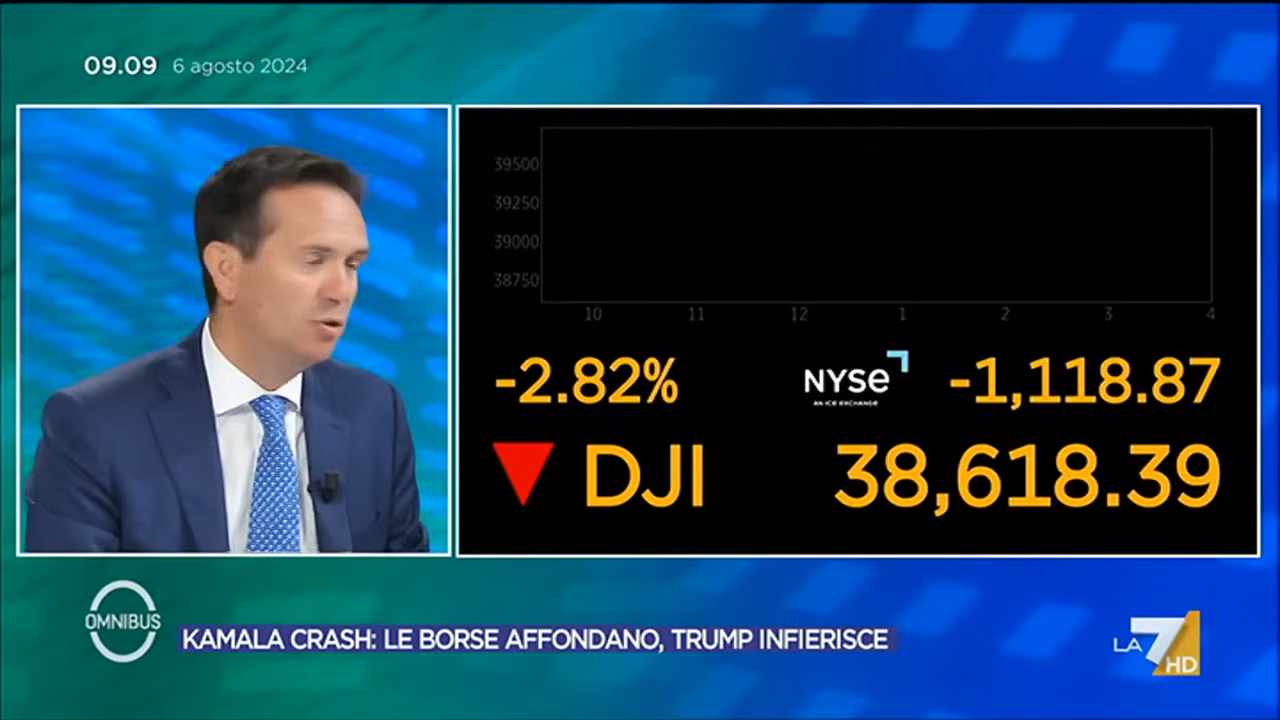 09.09 6 agosto 2024
39500
39250
39000
38750
10 11 12 1 2 3 4
-2.82% NYSE -1,118.87
AN ICE EXCHANGE
DJI 38,618.39
OMNIBUS
KAMALA CRASH: LE BORSE AFFONDANO, TRUMP INFIERISCE
LA 7 HD